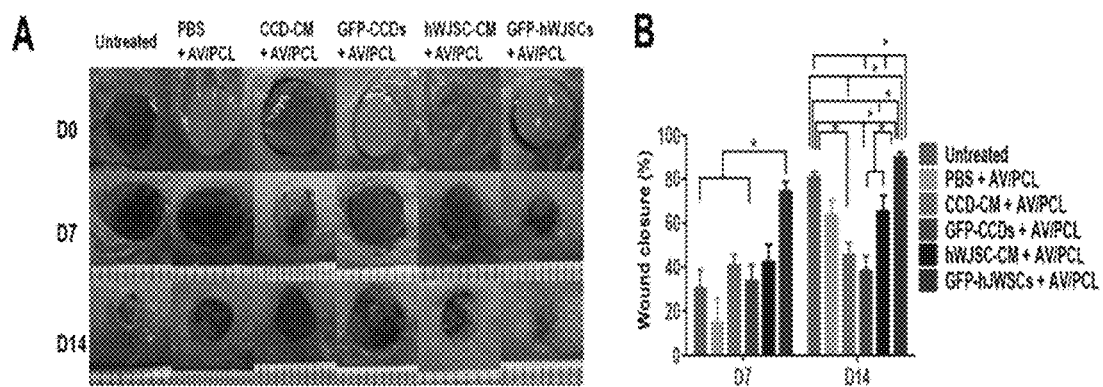 A
PBS CCD-CM GFP-CCDs hWJSC-CM GFP-hWJSCs
Untreated + AV/PCL + AV/PCL + AV/PCL + AV/PCL + AV/PCL
D0
D7
D14
B
Wound closure (%)
100
80
60
40
20
0
D7 D14
Untreated
PBS + AV/PCL
CCD-CM + AV/PCL
GFP-CCDs + AV/PCL
hWJSC-CM + AV/PCL
GFP-hJWSCs + AV/PCL